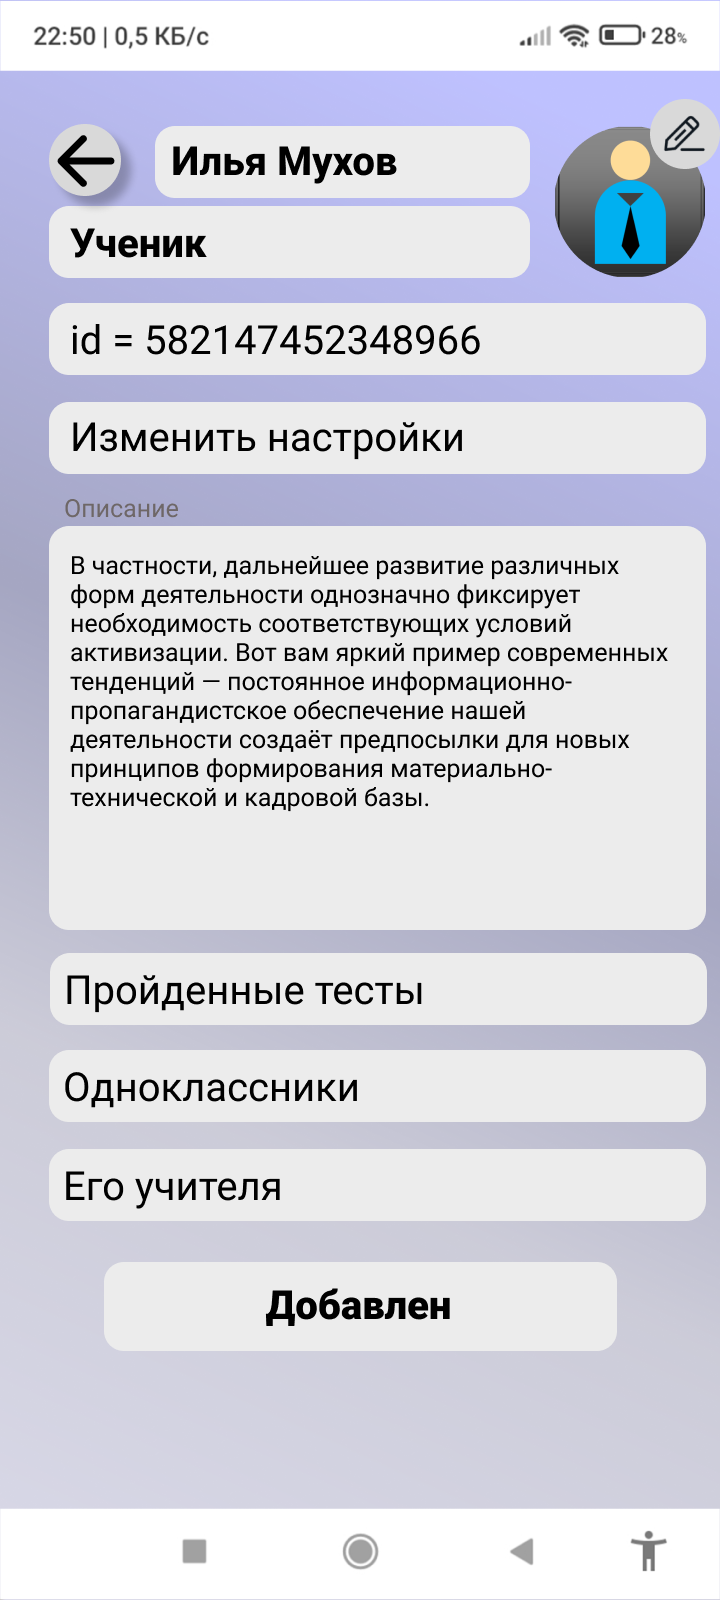 22:50 | 0,5 КБ/с 28%
Илья Мухов
Ученик
id = 582147452348966
Изменить настройки
Описание
В частности, дальнейшее развитие различных
форм деятельности однозначно фиксирует
необходимость соответствующих условий
активизации. Вот вам яркий пример современных
тенденций — постоянное информационно-
пропагандистское обеспечение нашей
деятельности создаёт предпосылки для новых
принципов формирования материально-
технической и кадровой базы.
Пройденные тесты
Одноклассники
Его учителя
Добавлен